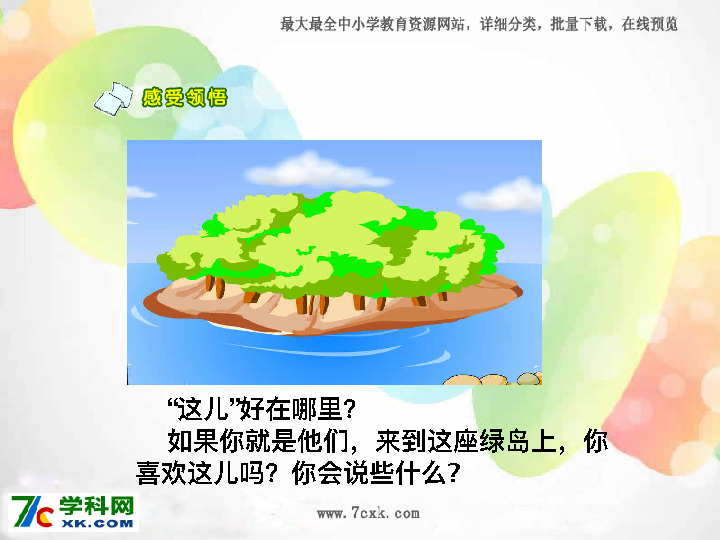 最大最全中小学教育资源网站，详细分类，批量下载，在线预览
感受领悟
“这儿”好在哪里？
如果你就是他们，来到这座绿岛上，你
喜欢这儿吗？你会说些什么？
7c 学科网
XK.COM
www.7cxk.com